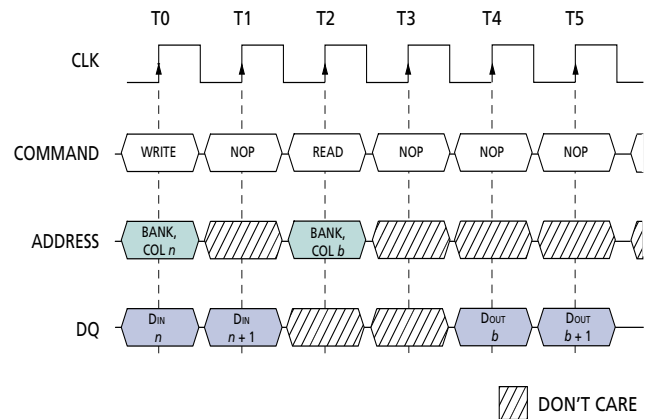 T0 T1 T2 T3 T4 T5
CLK
COMMAND WRITE NOP READ NOP NOP NOP
ADDRESS BANK, COL n BANK, COL b
DQ DIN n DIN n + 1 DOUT b DOUT b + 1
DON'T CARE